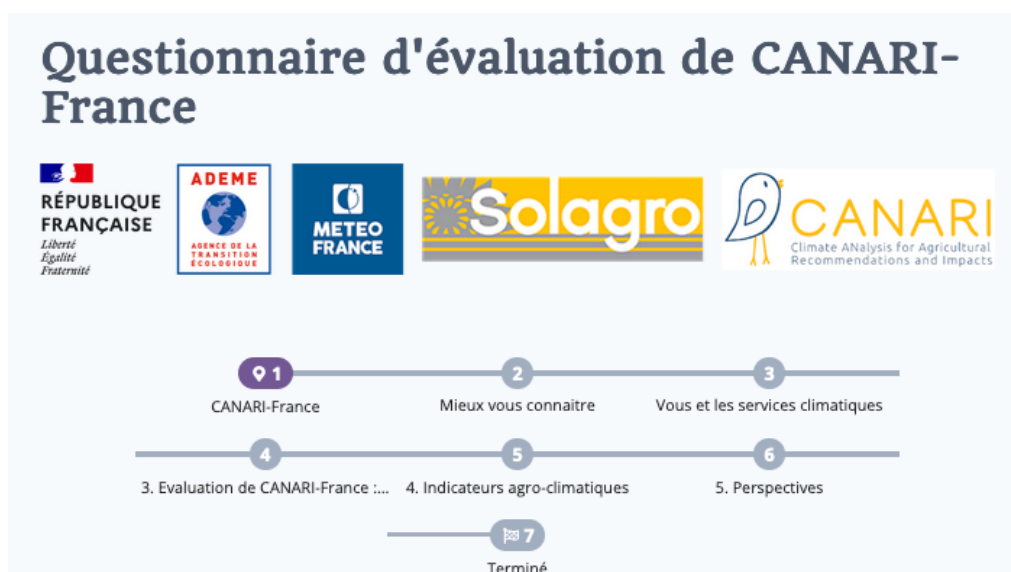 Questionnaire d'évaluation de CANARI-
France
RÉPUBLIQUE
FRANÇAISE
Liberté
Égalité
Fraternité
ADEME
AGENCE DE LA
TRANSITION
ÉCOLOGIQUE
METEO
FRANCE
Solagro
CANARI
Climate ANalysis for Agricultural
Recommendations and Impacts
1
2
3
CANARI-France
Mieux vous connaitre
Vous et les services climatiques
4
5
6
3. Evaluation de CANARI-France :...
4. Indicateurs agro-climatiques
5. Perspectives
7
Terminé